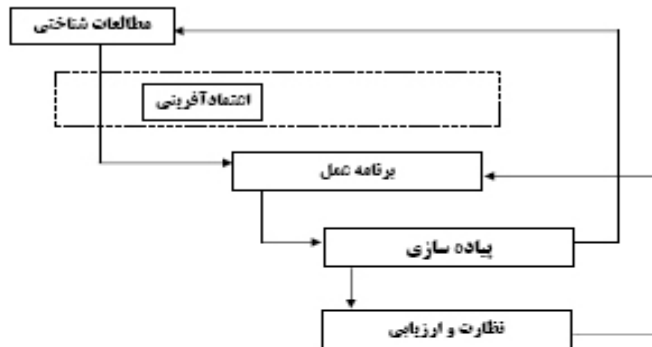 مطالعات شناختی
اعتمادآفرینی
برنامه عمل
پیاده سازی
نظارت و ارزیابی